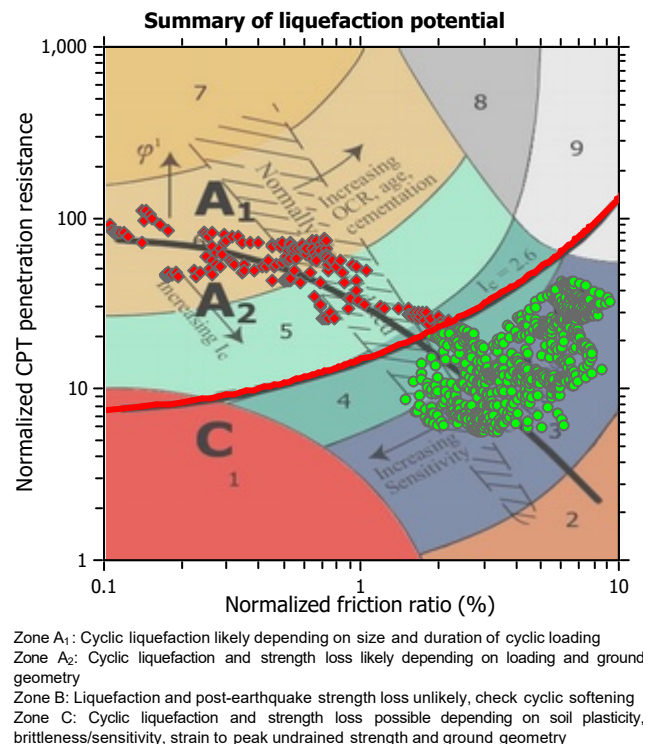 Summary of liquefaction potential
1,000
7
8
9
φ'
Increasing
OCR, age,
cementation
Normally
A1
100
Ic = 2.6
A2
Increasing Ic
5
10
4
C
1
3
Increasing
Sensitivity
2
1
0.1
1
10
Normalized CPT penetration resistance
Normalized friction ratio (%)
Zone A1: Cyclic liquefaction likely depending on size and duration of cyclic loading
Zone A2: Cyclic liquefaction and strength loss likely depending on loading and ground
geometry
Zone B: Liquefaction and post-earthquake strength loss unlikely, check cyclic softening
Zone C: Cyclic liquefaction and strength loss possible depending on soil plasticity,
brittleness/sensitivity, strain to peak undrained strength and ground geometry